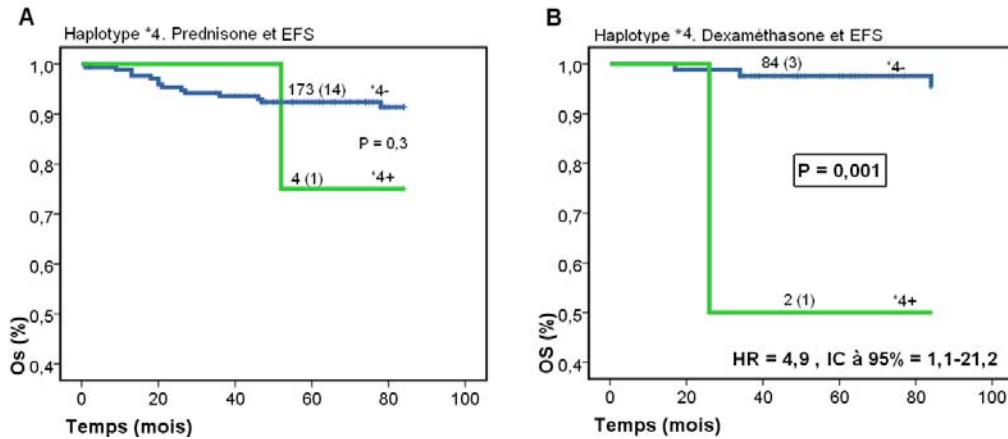 A
Haplotype *4. Prednisone et EFS
1,0
0,9
0,8
0,7
0,6
0,5
0,4
Os (%)
173 (14) *4-
P = 0,3
4 (1) *4+
0 20 40 60 80 100
Temps (mois)
B
Haplotype *4. Dexaméthasone et EFS
1,0
0,9
0,8
0,7
0,6
0,5
0,4
OS (%)
84 (3) *4-
P = 0,001
2 (1) *4+
HR = 4,9 , IC à 95% = 1,1-21,2
0 20 40 60 80 100
Temps (mois)